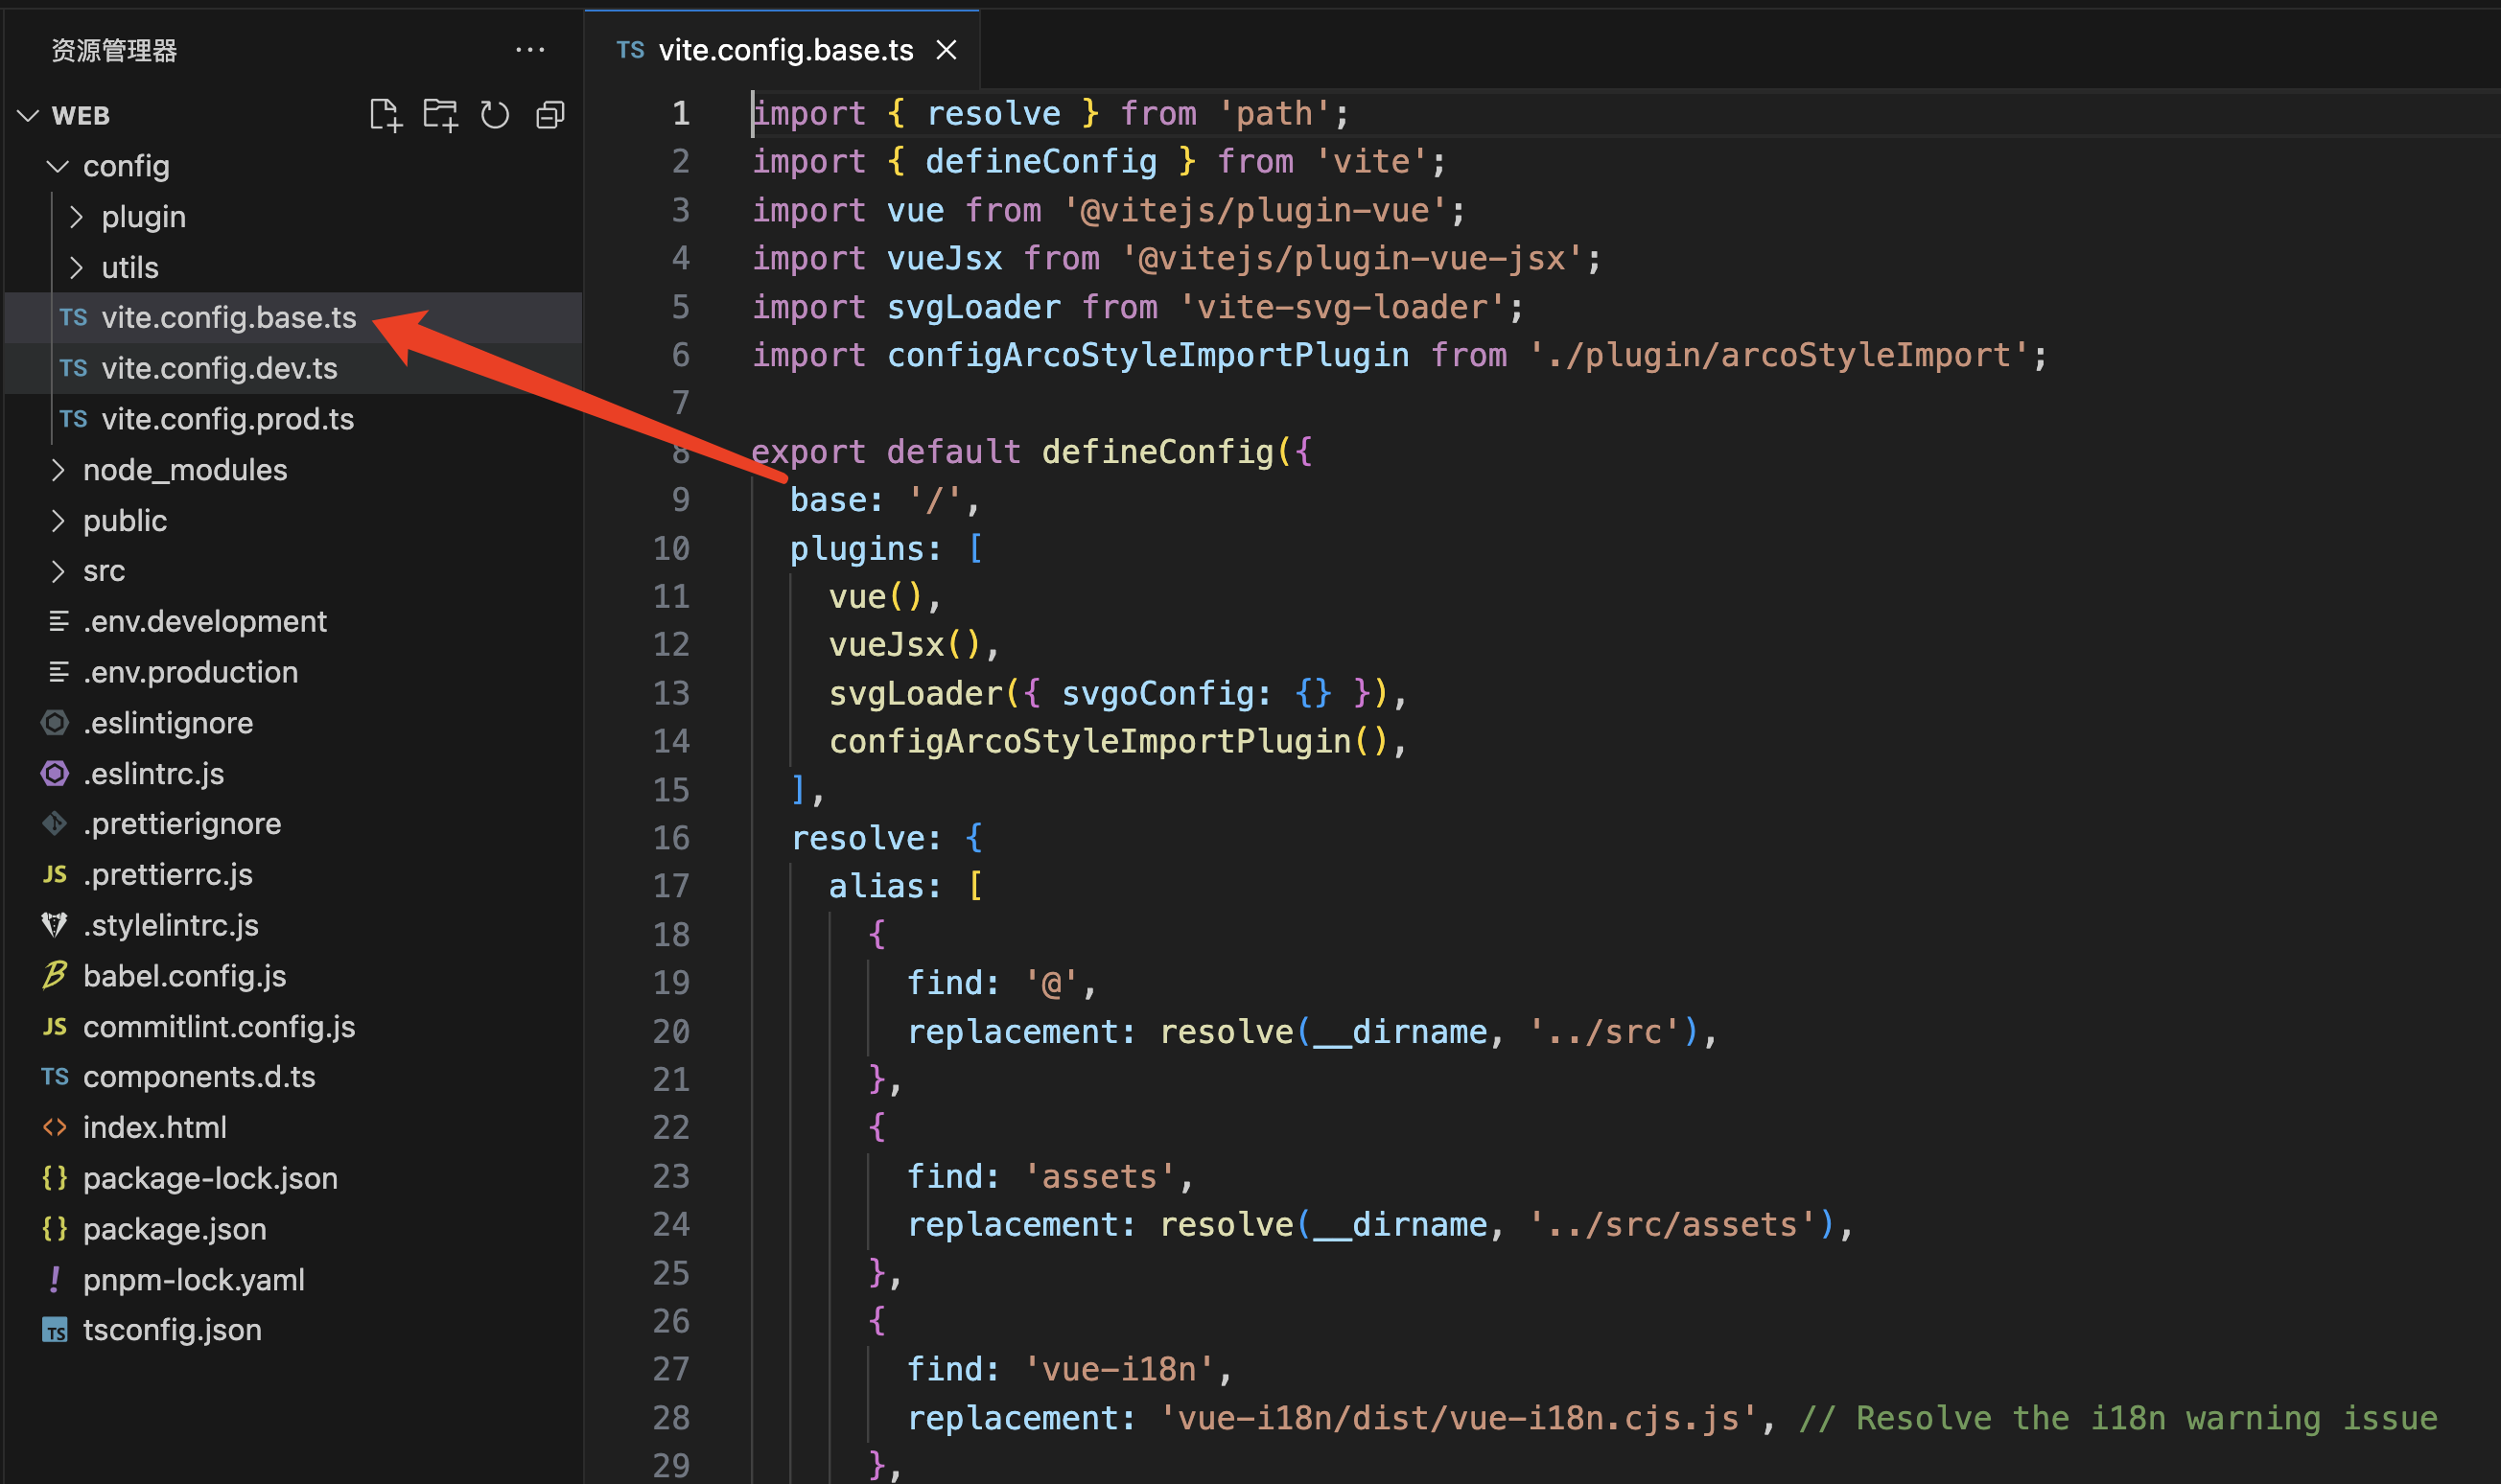 资源管理器
WEB
config
plugin
utils
TS vite.config.base.ts
TS vite.config.dev.ts
TS vite.config.prod.ts
node_modules
public
src
.env.development
.env.production
.eslintignore
.eslintrc.js
.prettierignore
JS .prettierrc.js
.stylelintrc.js
babel.config.js
JS commitlint.config.js
TS components.d.ts
<> index.html
{} package-lock.json
{} package.json
! pnpm-lock.yaml
TS tsconfig.json
TS vite.config.base.ts
1 import { resolve } from 'path';
2 import { defineConfig } from 'vite';
3 import vue from '@vitejs/plugin-vue';
4 import vueJsx from '@vitejs/plugin-vue-jsx';
5 import svgLoader from 'vite-svg-loader';
6 import configArcoStyleImportPlugin from './plugin/arcoStyleImport';
7
8 export default defineConfig({
9   base: '/',
10   plugins: [
11     vue(),
12     vueJsx(),
13     svgLoader({ svgoConfig: {} }),
14     configArcoStyleImportPlugin(),
15   ],
16   resolve: {
17     alias: [
18       {
19         find: '@',
20         replacement: resolve(__dirname, '../src'),
21       },
22       {
23         find: 'assets',
24         replacement: resolve(__dirname, '../src/assets'),
25       },
26       {
27         find: 'vue-i18n',
28         replacement: 'vue-i18n/dist/vue-i18n.cjs.js', // Resolve the i18n warning issue
29       },